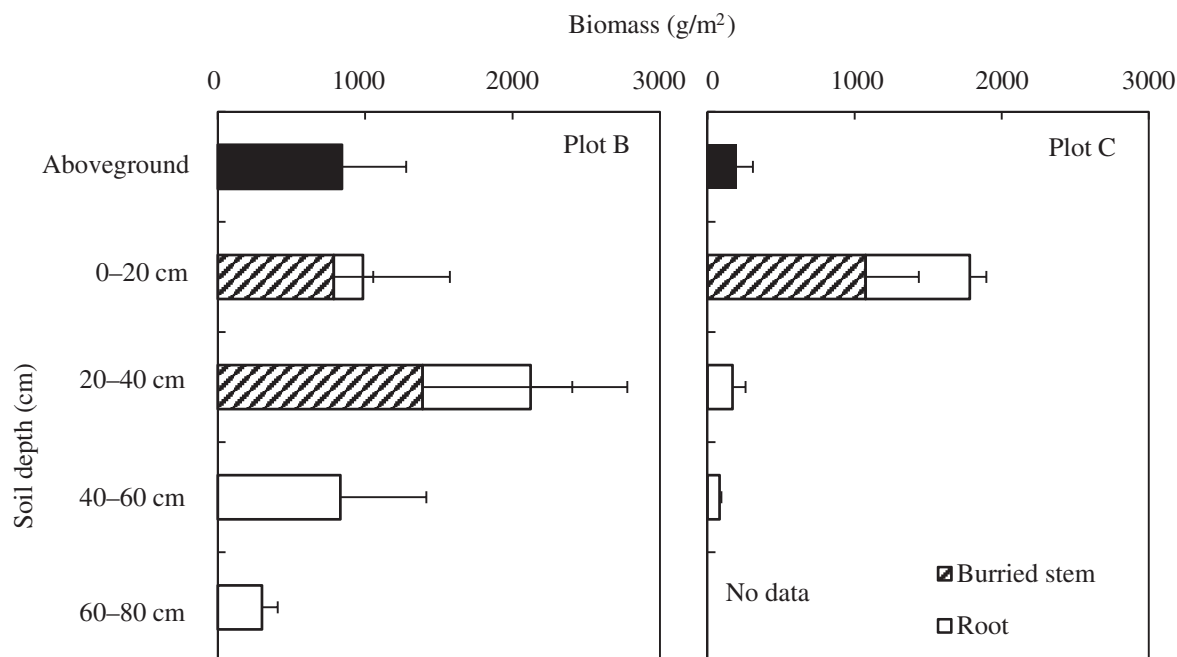 Biomass (g/m²)
0 1000 2000 3000 0 1000 2000 3000
Plot B
Plot C
Aboveground
0–20 cm
20–40 cm
40–60 cm
60–80 cm
Soil depth (cm)
No data
Burried stem
Root